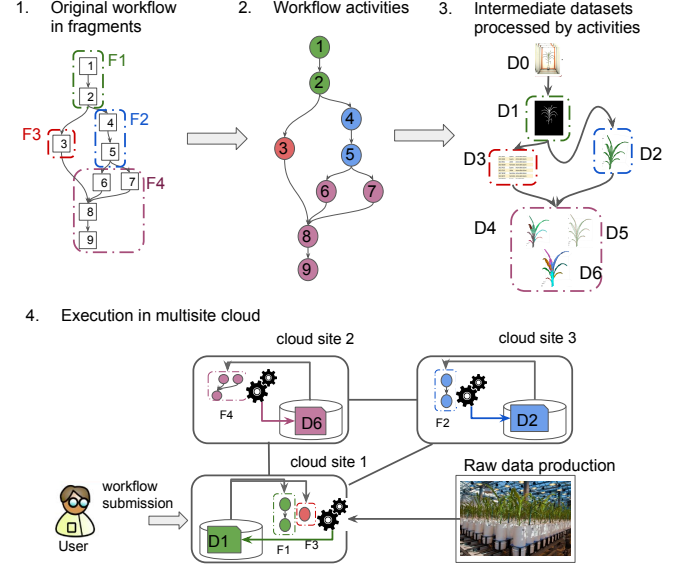 1. Original workflow
in fragments
2. Workflow activities
3. Intermediate datasets
processed by activities
F1
1
2
F3
3
F2
4
5
6
7
F4
8
9
1
2
4
3
5
6
7
8
9
D0
D1
D3
D2
D4
D5
D6
4. Execution in multisite cloud
cloud site 2
F4
D6
cloud site 3
F2
D2
cloud site 1
D1
F1
F3
workflow
submission
User
Raw data production